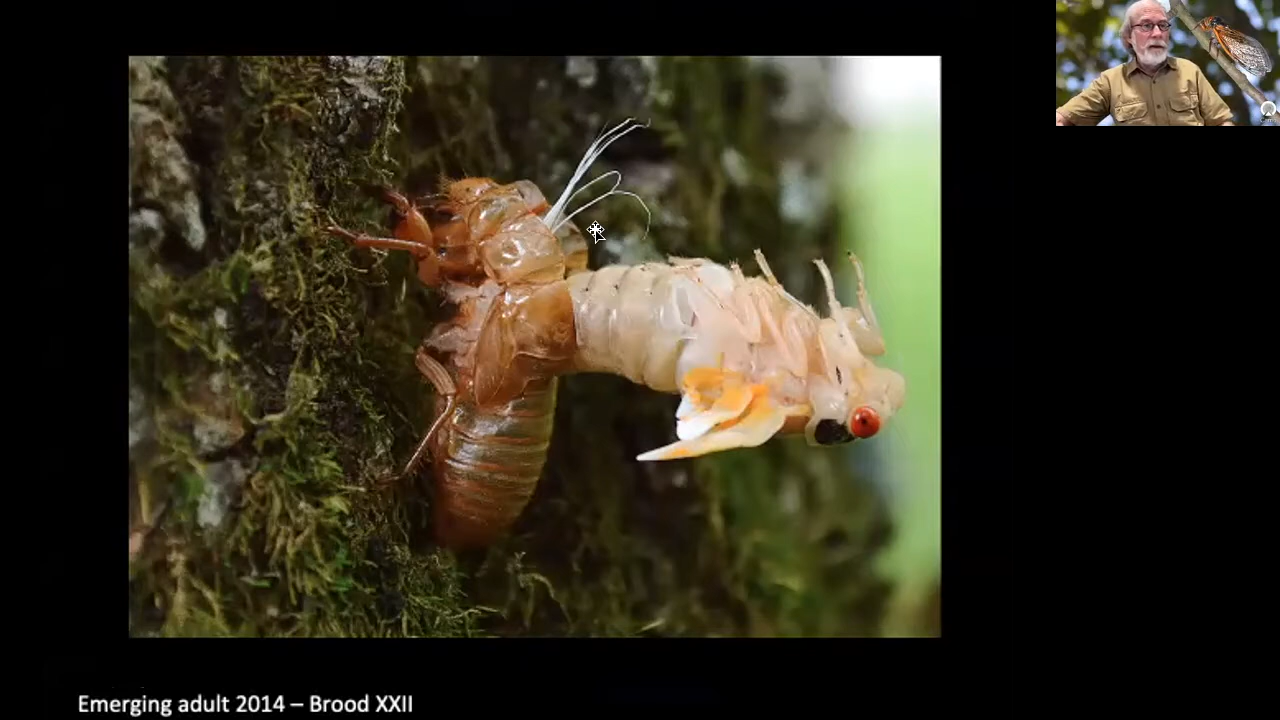 Emerging adult 2014 – Brood XXII